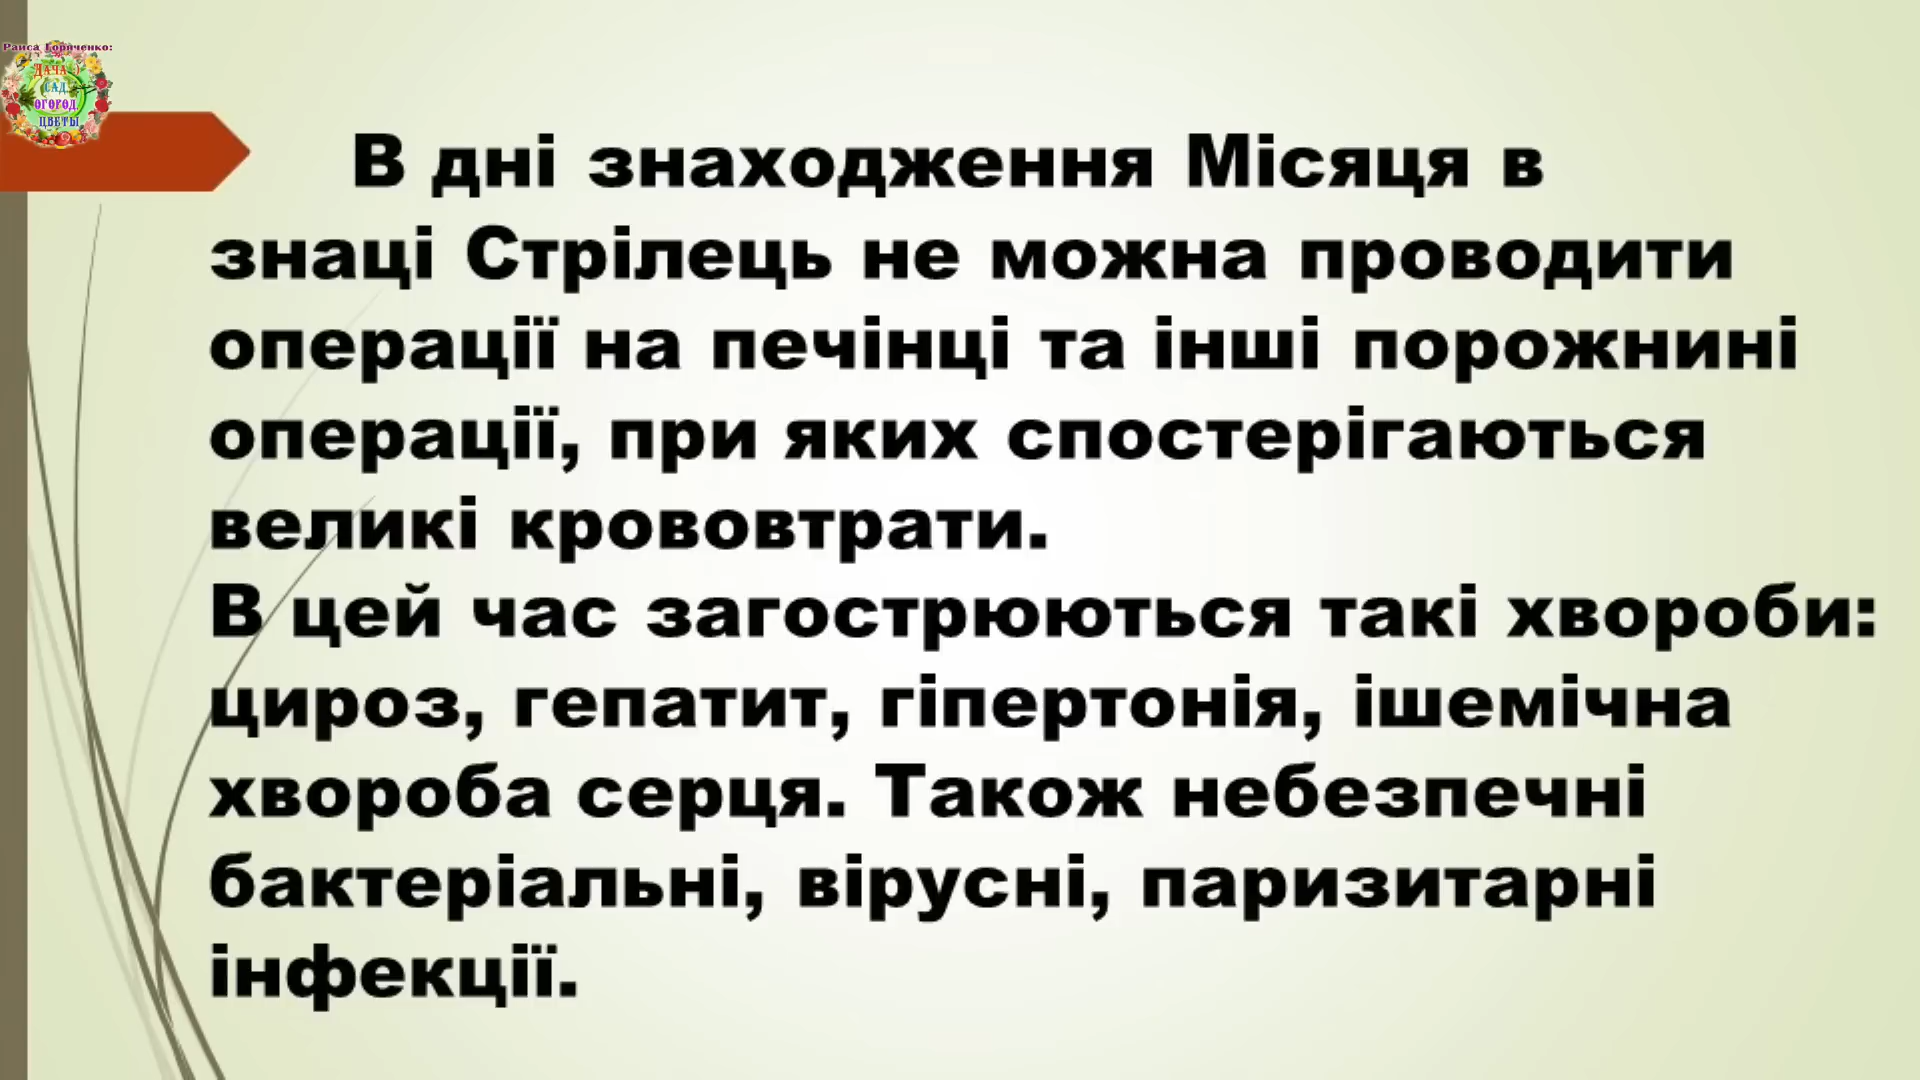 Раиса Горяченко:
Дача :)
САД,
ОГОРОД,
ЦВЕТЫ
В дні знаходження Місяця в
знаці Стрілець не можна проводити
операції на печінці та інші порожнині
операції, при яких спостерігаються
великі крововтрати.
В цей час загострюються такі хвороби:
цироз, гепатит, гіпертонія, ішемічна
хвороба серця. Також небезпечні
бактеріальні, вірусні, паризитарні
інфекції.